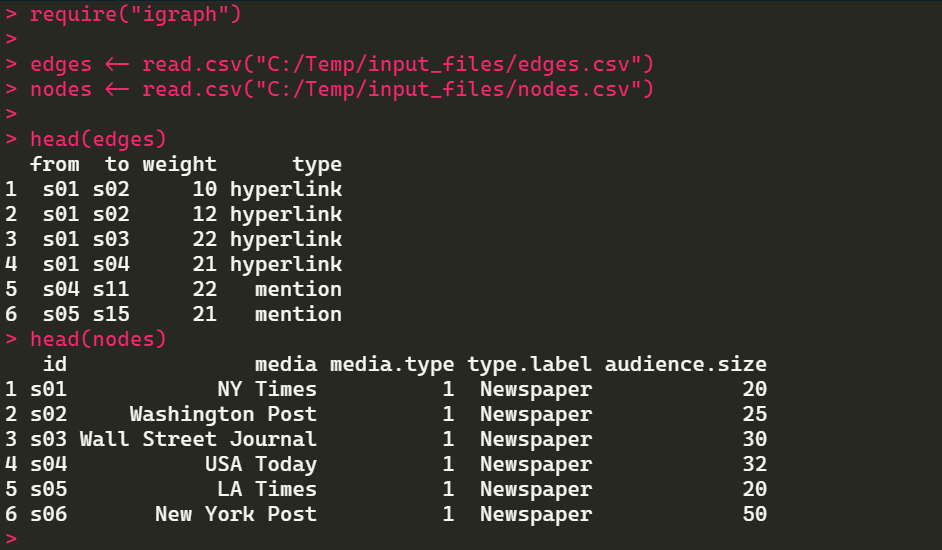 > require("igraph")
>
> edges <- read.csv("C:/Temp/input_files/edges.csv")
> nodes <- read.csv("C:/Temp/input_files/nodes.csv")
>
> head(edges)
  from  to weight      type
1  s01 s02     10 hyperlink
2  s01 s02     12 hyperlink
3  s01 s03     22 hyperlink
4  s01 s04     21 hyperlink
5  s04 s11     22   mention
6  s05 s15     21   mention
> head(nodes)
   id               media media.type type.label audience.size
1 s01            NY Times          1  Newspaper            20
2 s02     Washington Post          1  Newspaper            25
3 s03 Wall Street Journal          1  Newspaper            30
4 s04           USA Today          1  Newspaper            32
5 s05            LA Times          1  Newspaper            20
6 s06       New York Post          1  Newspaper            50
>